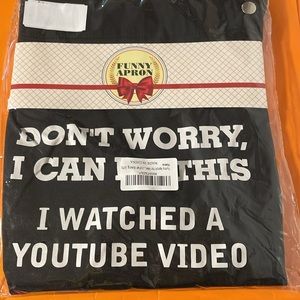 FUNNY
APRON
DON'T WORRY,
I CAN THIS
I WATCHED A
YOUTUBE VIDEO